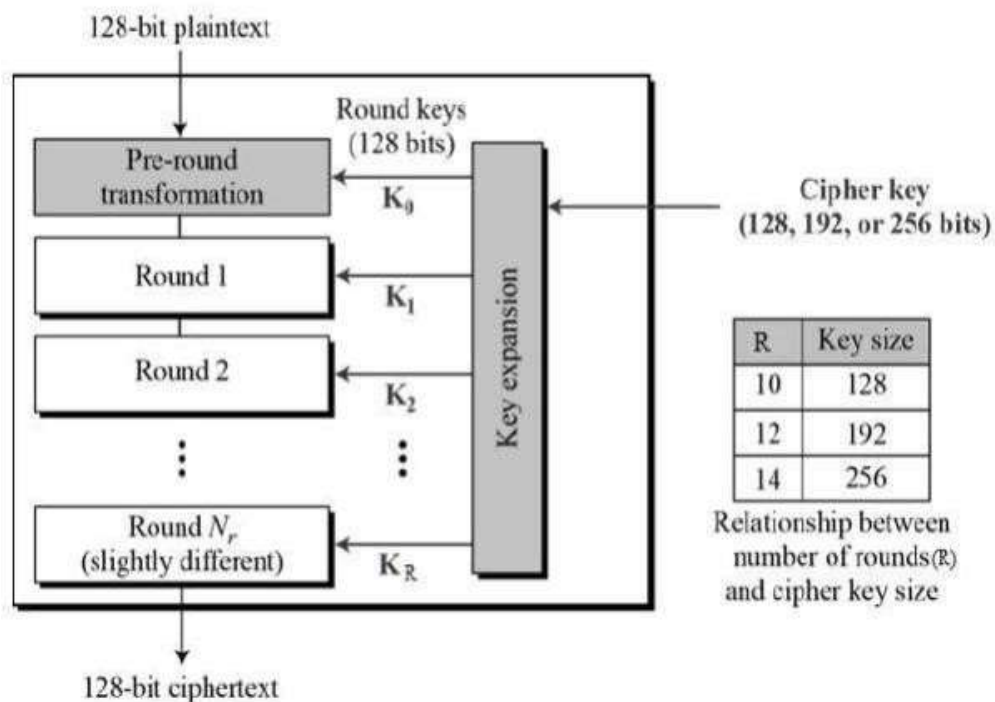 128-bit plaintext
Round keys
(128 bits)
Pre-round
transformation
K₀
Cipher key
(128, 192, or 256 bits)
Round 1
K₁
Key expansion
Round 2
K₂
R Key size
10 128
12 192
14 256
Relationship between
number of rounds(R)
and cipher key size
Round Nᵣ
(slightly different)
K_R
128-bit ciphertext